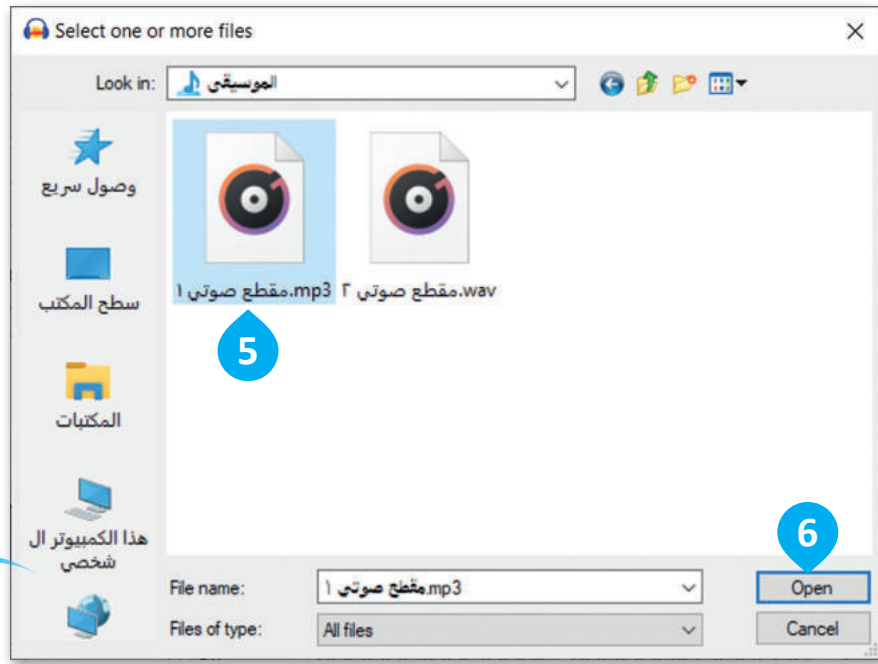 Select one or more files
Look in: الموسيقى
وصول سريع
سطح المكتب
المكتبات
هذا الكمبيوتر ال
شخصي
مقطع صوتي ١.mp3
مقطع صوتي ٢.wav
5
6
File name: مقطع صوتي ١.mp3
Open
Files of type: All files
Cancel